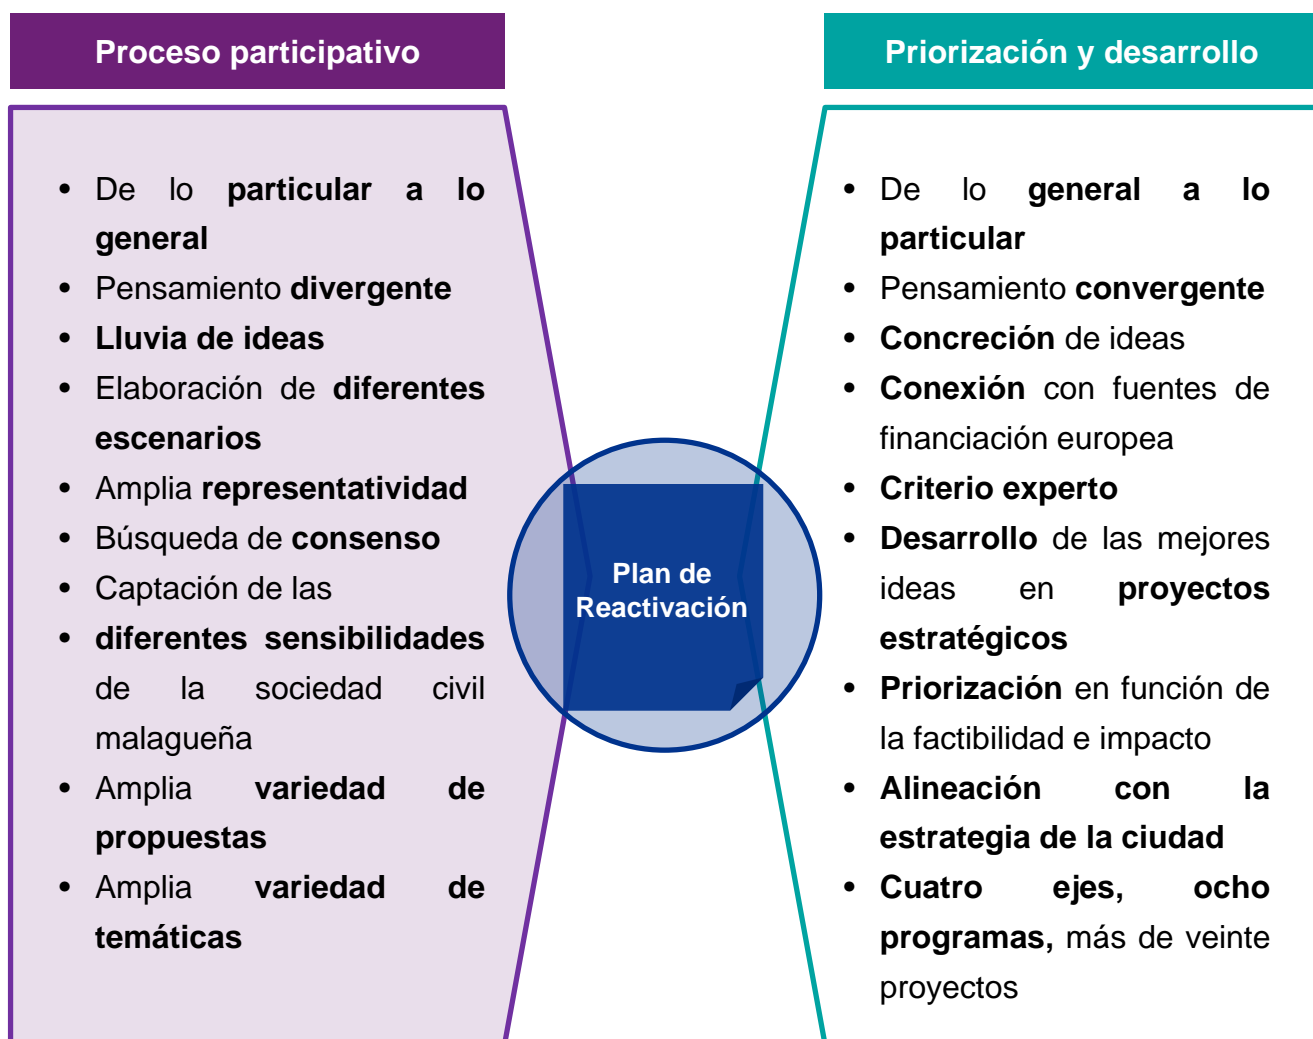 Proceso participativo
• De lo particular a lo
general
• Pensamiento divergente
• Lluvia de ideas
• Elaboración de diferentes
escenarios
• Amplia representatividad
• Búsqueda de consenso
• Captación de las
• diferentes sensibilidades
de la sociedad civil
malagueña
• Amplia variedad de
propuestas
• Amplia variedad de
temáticas
Plan de
Reactivación
Priorización y desarrollo
• De lo general a lo
particular
• Pensamiento convergente
• Concreción de ideas
• Conexión con fuentes de
financiación europea
• Criterio experto
• Desarrollo de las mejores
ideas en proyectos
estratégicos
• Priorización en función de
la factibilidad e impacto
• Alineación con la
estrategia de la ciudad
• Cuatro ejes, ocho
programas, más de veinte
proyectos